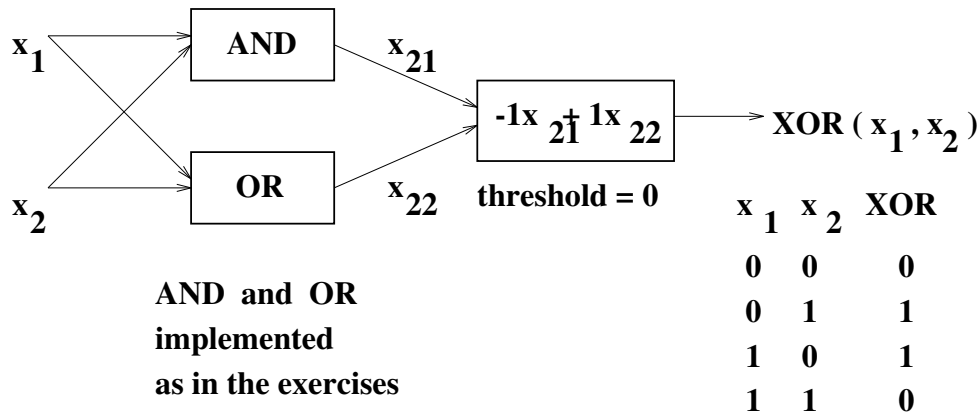 x1
AND
x21
-1x21 + 1x22
XOR ( x1 , x2 )
x2
OR
x22
threshold = 0
x1 x2 XOR
0 0 0
0 1 1
1 0 1
1 1 0
AND and OR
implemented
as in the exercises